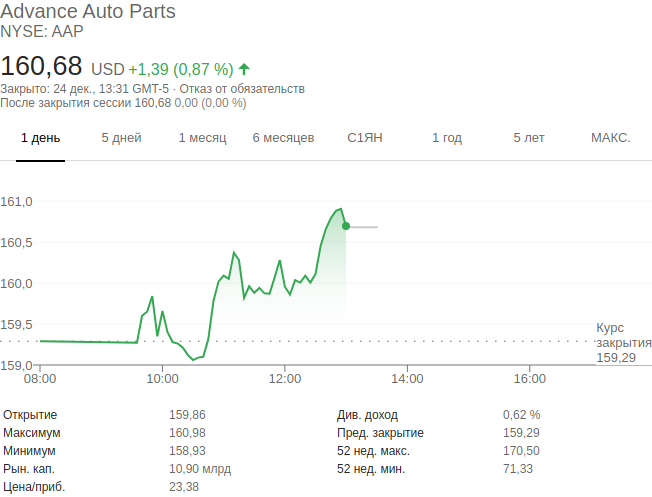 Advance Auto Parts
NYSE: AAP
160,68 USD +1,39 (0,87 %) ↑
Закрыто: 24 дек., 13:31 GMT-5 · Отказ от обязательств
После закрытия сессии 160,68 0,00 (0,00 %)
1 день 5 дней 1 месяц 6 месяцев С1ЯН 1 год 5 лет МАКС.
161,0
160,5
160,0
159,5
159,0
Курс
закрытия
159,29
08:00 10:00 12:00 14:00 16:00
Открытие 159,86 Див. доход 0,62 %
Максимум 160,98 Пред. закрытие 159,29
Минимум 158,93 52 нед. макс. 170,50
Рын. кап. 10,90 млрд 52 нед. мин. 71,33
Цена/приб. 23,38